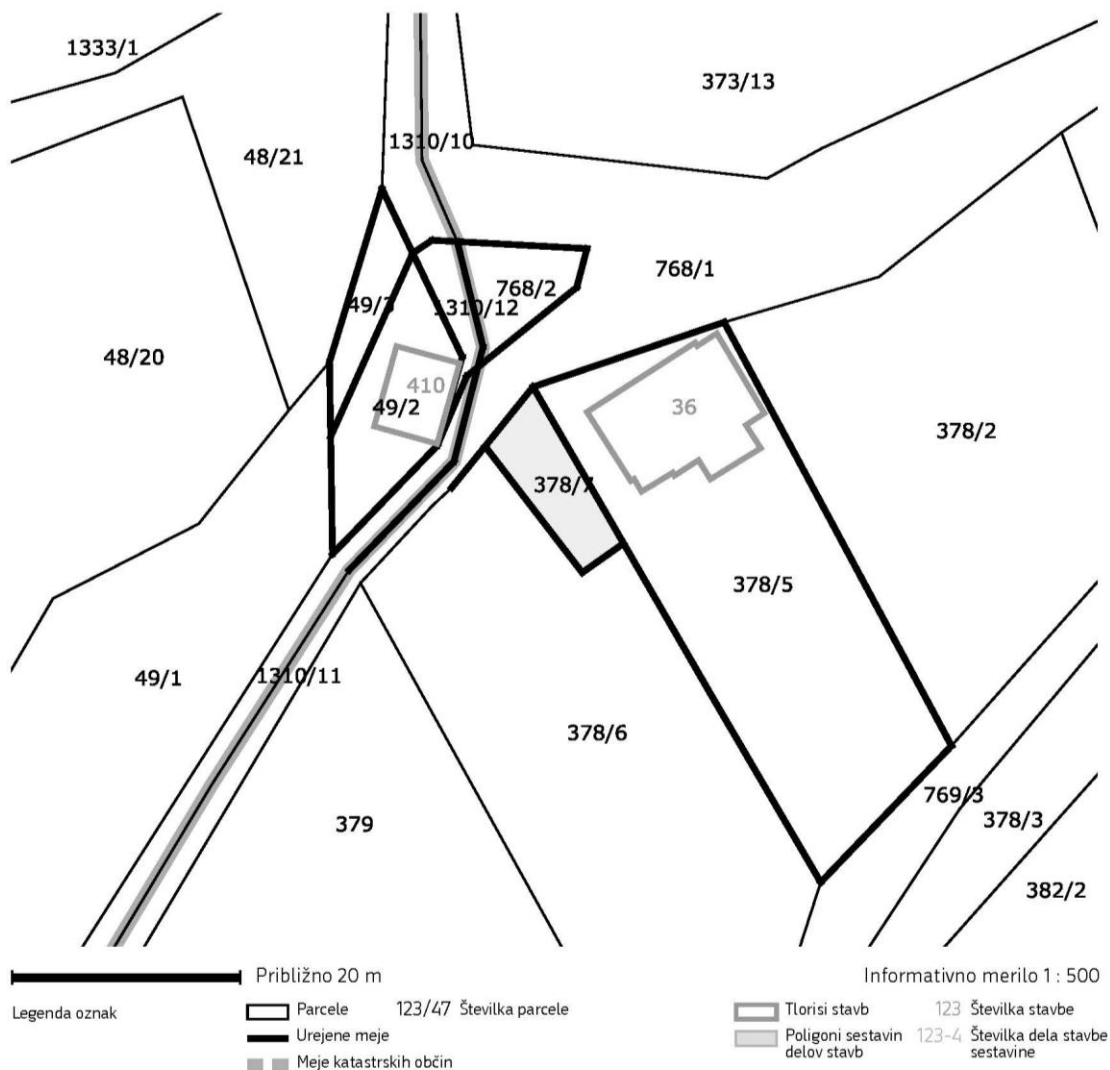 1333/1
373/13
1310/10
48/21
768/1
768/2
49/3
1310/12
48/20
410
49/2
36
378/2
378/7
378/5
49/1
1310/11
378/6
769/3
378/3
379
382/2
Približno 20 m
Informativno merilo 1 : 500
Legenda oznak
Parcele
123/47 Številka parcele
Urejene meje
Meje katastrskih občin
Tlorisi stavb
123 Številka stavbe
Poligoni sestavin
delov stavb
123-4 Številka dela stavbe
sestavine